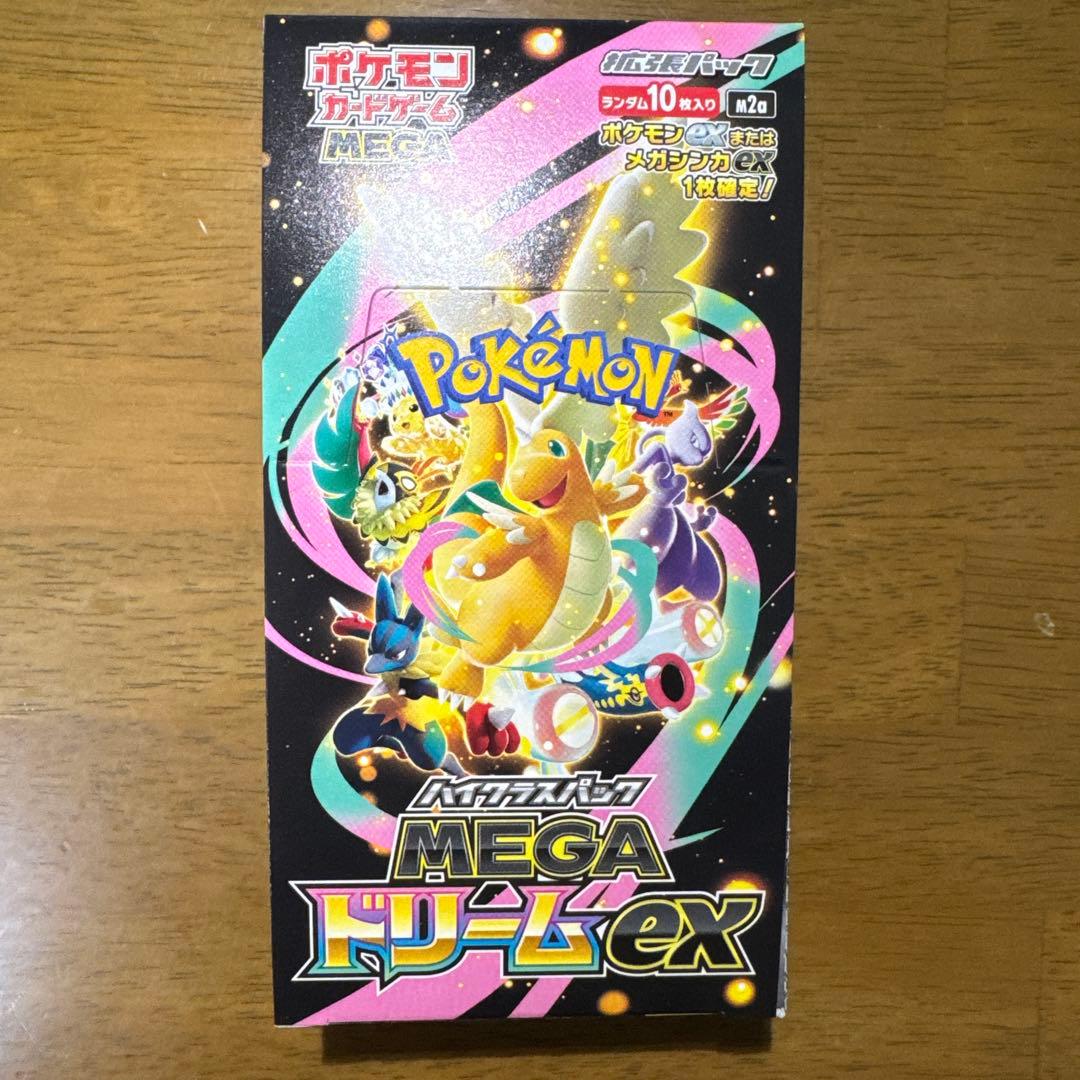 ポケモン
カードゲーム
MEGA
拡張パック
ランダム10枚入り M2a
ポケモンexまたは
メガシンカex
1枚確定!
POKÉMON
TM
ハイクラスパック
MEGA
ドリームex